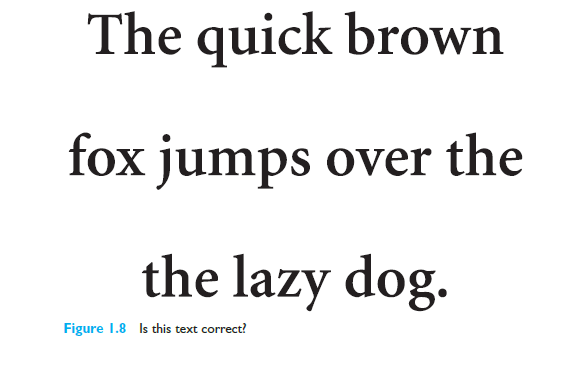 The quick brown
fox jumps over the
the lazy dog.
Figure 1.8 Is this text correct?